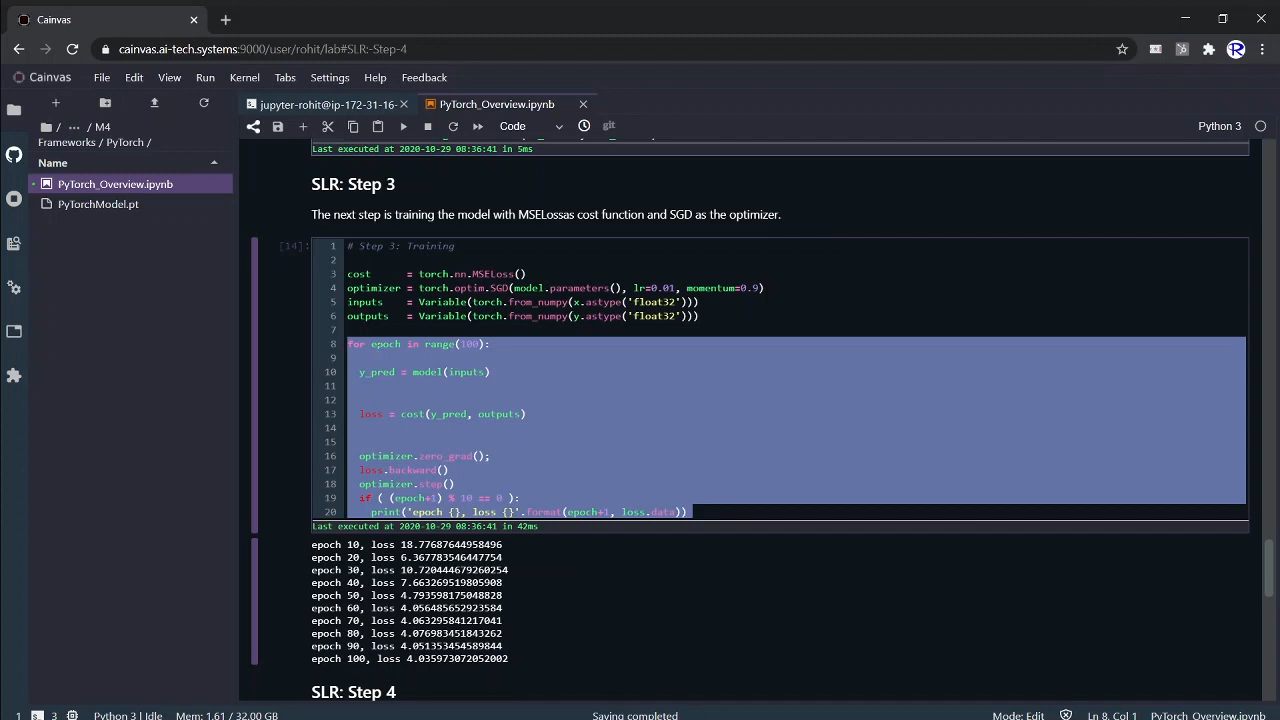 Cainvas
cainvas.ai-tech.systems:9000/user/rohit/lab#SLR:-Step-4
Cainvas File Edit View Run Kernel Tabs Settings Help Feedback
jupyter-rohit@ip-172-31-16- PyTorch_Overview.ipynb
/ ... / M4
Frameworks / PyTorch /
Code git Python 3
Name
PyTorch_Overview.ipynb
PyTorchModel.pt
Last executed at 2020-10-29 08:36:41 in 5ms
SLR: Step 3
The next step is training the model with MSELossas cost function and SGD as the optimizer.
[14]:
1 # Step 3: Training
2
3 cost = torch.nn.MSELoss()
4 optimizer = torch.optim.SGD(model.parameters(), lr=0.01, momentum=0.9)
5 inputs = Variable(torch.from_numpy(x.astype('float32')))
6 outputs = Variable(torch.from_numpy(y.astype('float32')))
7
8 for epoch in range(100):
9
10 y_pred = model(inputs)
11
12
13 loss = cost(y_pred, outputs)
14
15
16 optimizer.zero_grad();
17 loss.backward()
18 optimizer.step()
19 if ( (epoch+1) % 10 == 0 ):
20 print('epoch {}, loss {}'.format(epoch+1, loss.data))
Last executed at 2020-10-29 08:36:41 in 42ms
epoch 10, loss 18.77687644958496
epoch 20, loss 6.367783546447754
epoch 30, loss 10.720444679260254
epoch 40, loss 7.663269519805908
epoch 50, loss 4.793598175048828
epoch 60, loss 4.056485652923584
epoch 70, loss 4.063295841217041
epoch 80, loss 4.076983451843262
epoch 90, loss 4.051353454589844
epoch 100, loss 4.035973072052002
SLR: Step 4
1 3 Python 3 | Idle Mem: 1.61 / 32.00 GB Saving completed Mode: Edit Ln 8, Col 1 PyTorch_Overview.ipynb